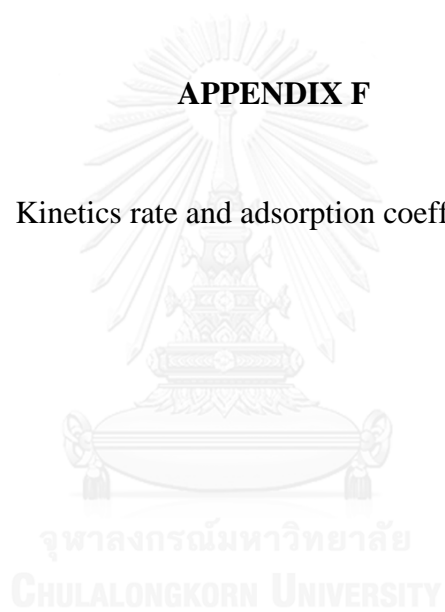 APPENDIX F
Kinetics rate and adsorption coeff
จุฬาลงกรณ์มหาวิทยาลัย
CHULALONGKORN UNIVERSITY